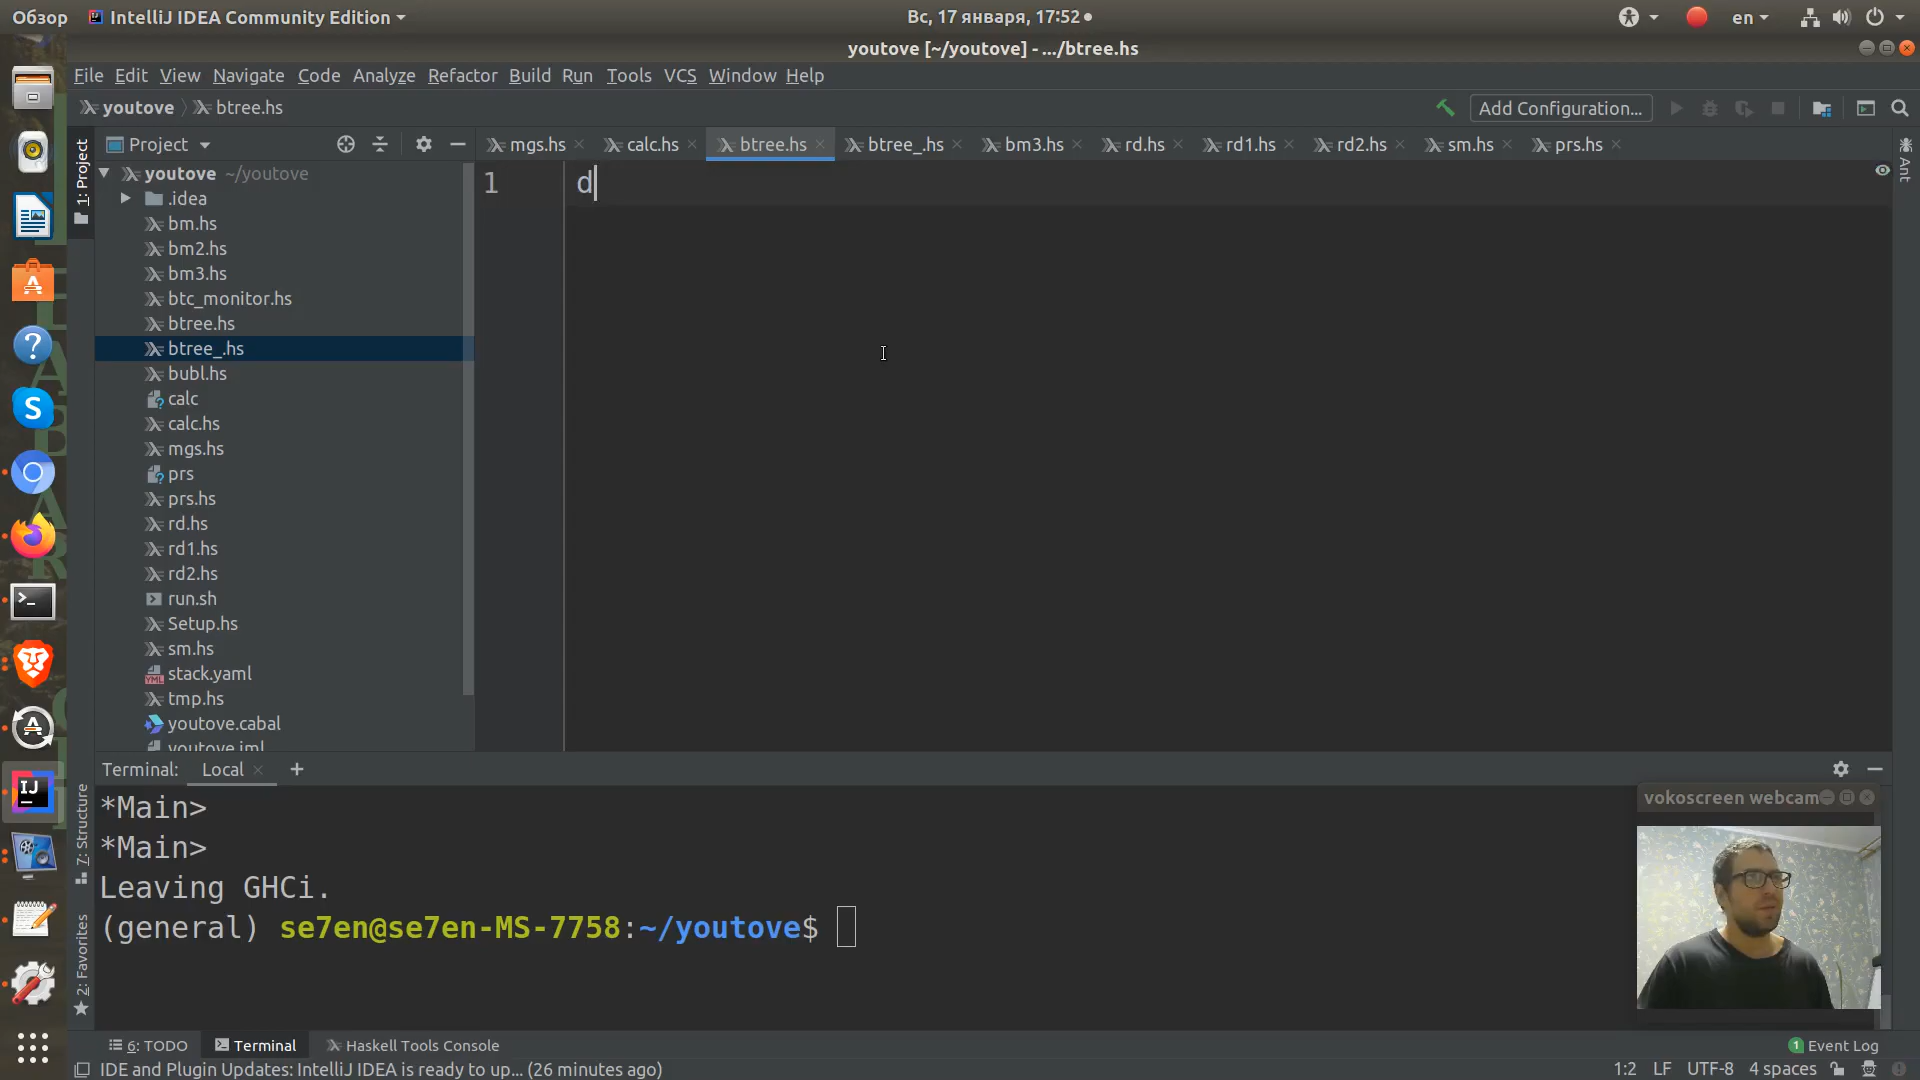 Обзор IntelliJ IDEA Community Edition Вс, 17 января, 17:52 en
youtove [~/youtove] - .../btree.hs
File Edit View Navigate Code Analyze Refactor Build Run Tools VCS Window Help
youtove btree.hs Add Configuration...
Project mgs.hs calc.hs btree.hs btree_.hs bm3.hs rd.hs rd1.hs rd2.hs sm.hs prs.hs
1: Project
Ant
youtove ~/youtove
.idea
bm.hs
bm2.hs
bm3.hs
btc_monitor.hs
btree.hs
btree_.hs
bubl.hs
calc
calc.hs
mgs.hs
prs
prs.hs
rd.hs
rd1.hs
rd2.hs
run.sh
Setup.hs
sm.hs
stack.yaml
tmp.hs
youtove.cabal
youtove.iml
1 d
7: Structure
2: Favorites
Terminal: Local +
*Main>
*Main>
Leaving GHCi.
(general) se7en@se7en-MS-7758:~/youtove$
vokoscreen webcam
6: TODO Terminal Haskell Tools Console 1 Event Log
IDE and Plugin Updates: IntelliJ IDEA is ready to up... (26 minutes ago) 1:2 LF UTF-8 4 spaces